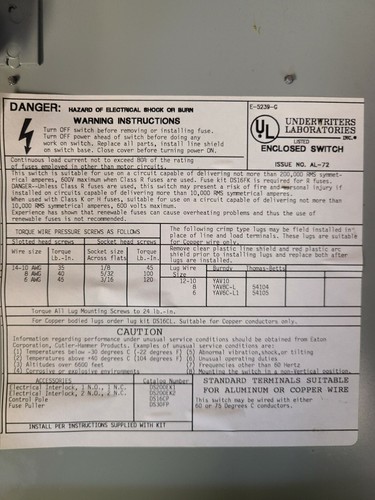 E-5239-C
DANGER: HAZARD OF ELECTRICAL SHOCK OR BURN
WARNING INSTRUCTIONS
Turn OFF switch before removing or installing fuse.
Turn OFF power ahead of switch before doing any
work on switch. Replace all parts, install line shield
on switch base. Close cover before turning power ON.
UL
UNDERWRITERS
LABORATORIES
INC.®
LISTED
ENCLOSED SWITCH
ISSUE NO. AL-72
Continuous load current not to exceed 80% of the rating
of fuses employed in other than motor circuits.
This switch is suitable for use on a circuit capable of delivering not more than 200,000 RMS symmet-
rical amperes, 600V maximum when Class R fuses are used. Fuse kit DS16FK is required for R fuses.
DANGER--Unless Class R fuses are used, this switch may present a risk of fire and personal injury if
installed on circuits capable of delivering more than 10,000 RMS symmetrical amperes.
When used with Class K or H fuses, suitable for use on a circuit capable of delivering not more than
10,000 RMS symmetrical amperes, 600 volts maximum.
Experience has shown that renewable fuses can cause overheating problems and thus the use of
renewable fuses is not recommended.
TORQUE WIRE PRESSURE SCREWS AS FOLLOWS
Slotted head screws Socket head screws
Wire size Torque Lb.-In. Socket size Across flats Torque Lb.-In.
14-10 AWG 35 1/8 45
8 AWG 40 5/32 100
6 AWG 45 3/16 120
The following crimp type lugs may be field installed in
place of line and load terminals. These lugs are suitable
for Copper wire only.
Remove clear plastic line shield and red plastic arc
shield prior to installing lugs and replace both after
lugs are installed.
Lug Wire Size Burndy Thomas-Betts
12-10 YAV10
8 YAV8C-L 54104
6 YAV6C-L1 54105
Torque All Lug Mounting Screws to 24 lb.-in.
For Copper bodied lugs order lug kit DS16CL. Suitable for Copper conductors only.
CAUTION
Information regarding performance under unusual service conditions should be obtained from Eaton
Corporation, Cutler-Hammer Products. (Examples of unusual service conditions are:
(1) Temperatures below -30 degrees C (-22 degrees F) (5) Abnormal vibration, shock, or tilting
(2) Temperatures above +40 degrees C (104 degrees F) (6) Unusual operating duties
(3) Altitudes over 6600 feet (7) Frequencies other than 60 Hertz
(4) Corrosive or explosive environments (8) Mounting the switch in a non-vertical position.
ACCESSORIES Catalog Number
Electrical Interlock, 1 N.O., 1 N.C. DS200EK1
Electrical Interlock, 2 N.O., 2 N.C. DS200EK2
Control Pole DS16CP
Fuse Puller DS30FP
INSTALL PER INSTRUCTIONS SUPPLIED WITH KIT
STANDARD TERMINALS SUITABLE
FOR ALUMINUM OR COPPER WIRE
This switch may be wired with either
60 or 75 Degrees C conductors.